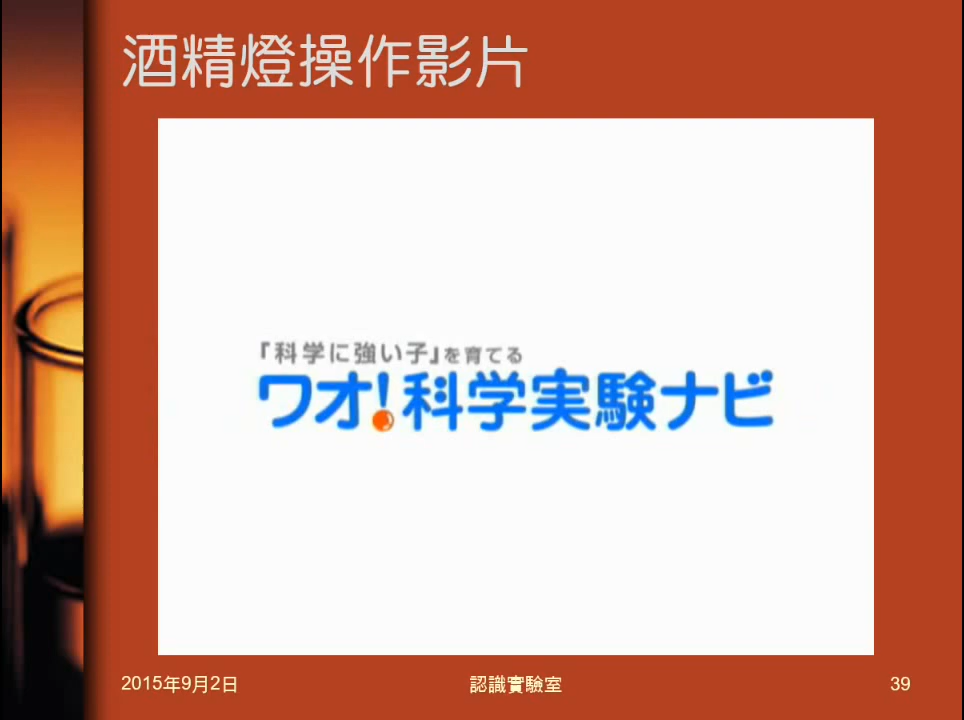 酒精燈操作影片
『科学に強い子』を育てる
ワオ!科学実験ナビ
2015年9月2日
認識實驗室
39